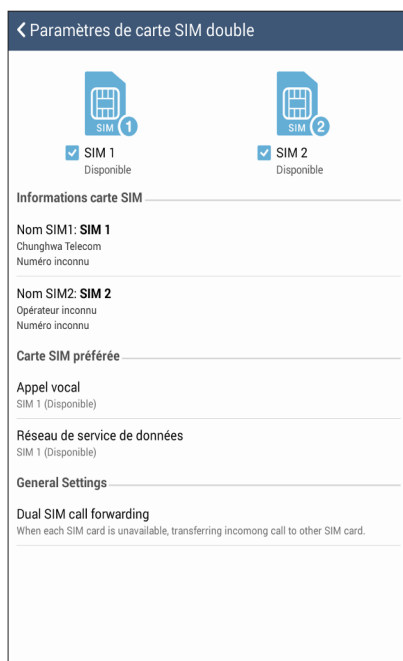 Paramètres de carte SIM double
SIM 1
SIM 2
SIM 1
SIM 2
Disponible
Disponible
Informations carte SIM
Nom SIM1: SIM 1
Chunghwa Telecom
Numéro inconnu
Nom SIM2: SIM 2
Opérateur inconnu
Numéro inconnu
Carte SIM préférée
Appel vocal
SIM 1 (Disponible)
Réseau de service de données
SIM 1 (Disponible)
General Settings
Dual SIM call forwarding
When each SIM card is unavailable, transferring incomong call to other SIM card.